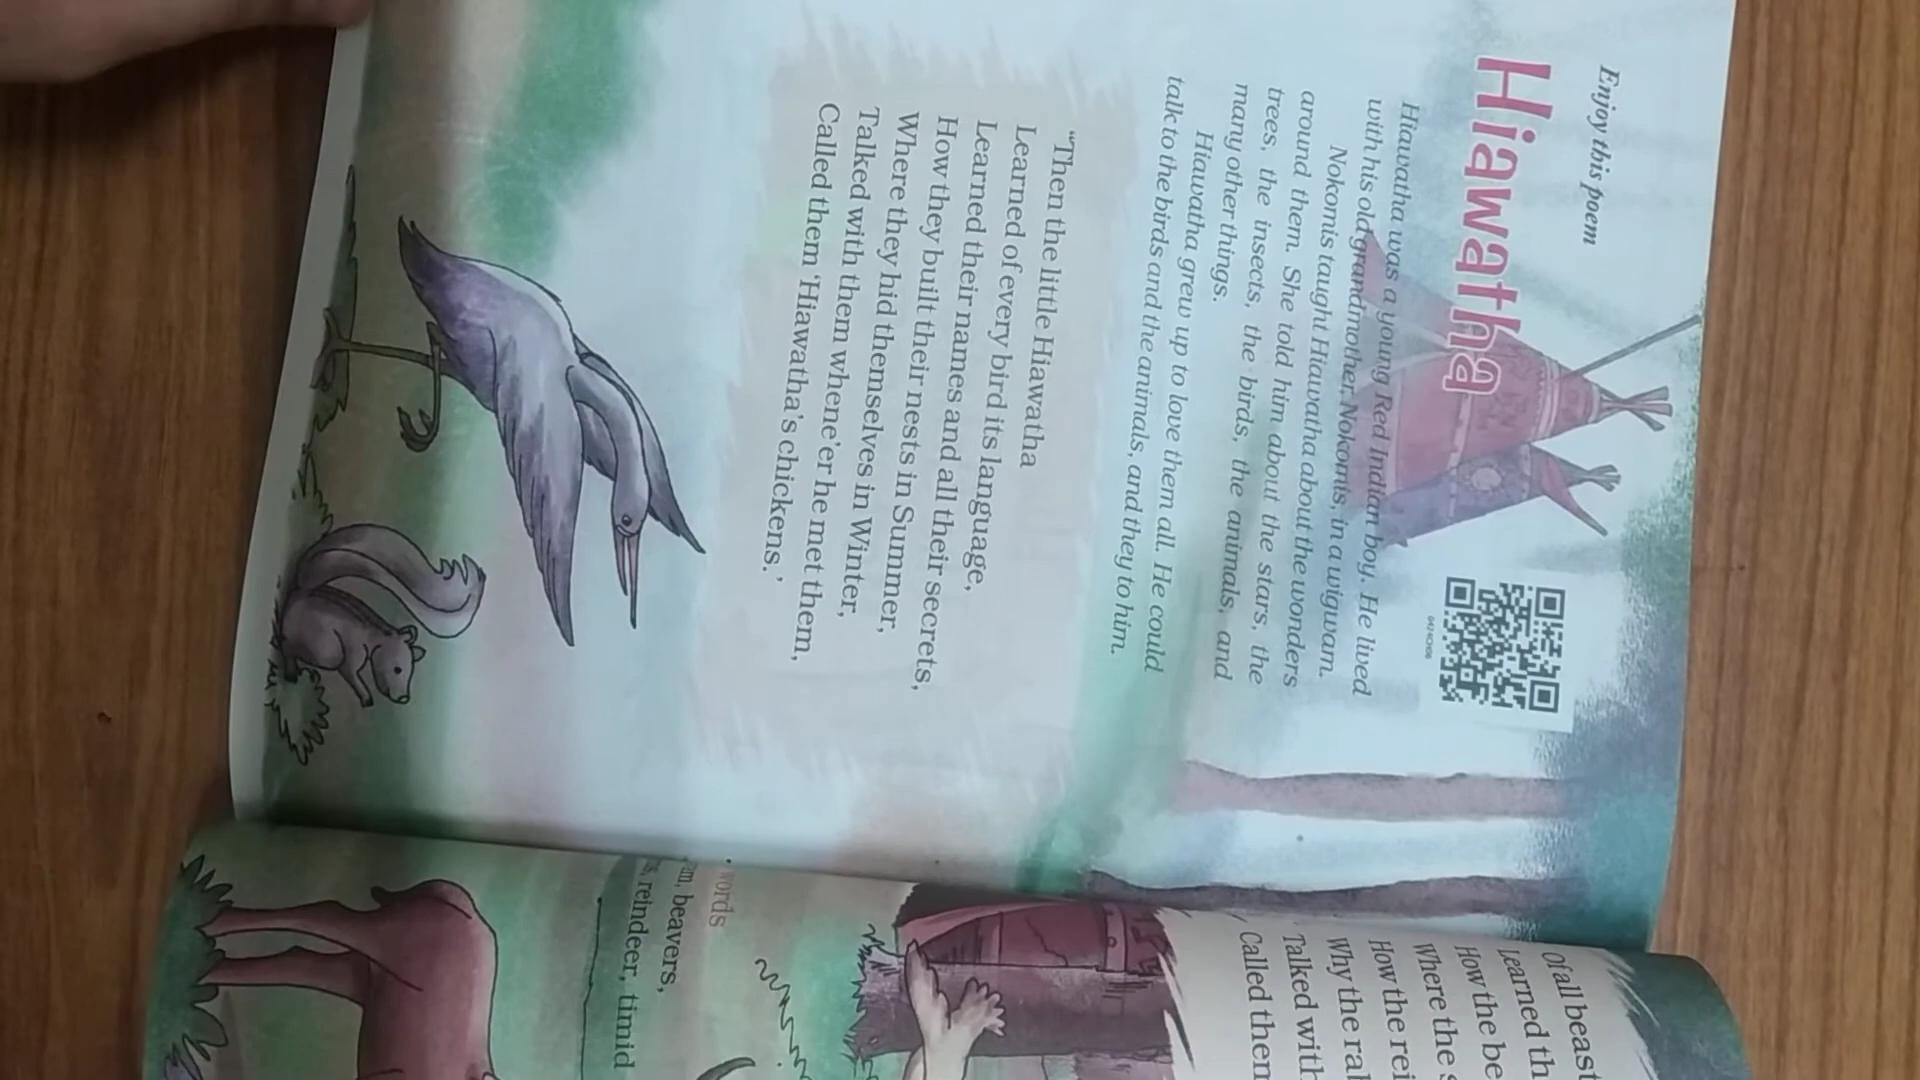 Enjoy this poem
Hiawatha
Hiawatha was a young Red Indian boy. He lived
with his old grandmother, Nokomis, in a wigwam.
Nokomis taught Hiawatha about the wonders
around them. She told him about the stars, the
trees, the insects, the birds, the animals, and
many other things.
Hiawatha grew up to love them all. He could
talk to the birds and the animals, and they to him.
"Then the little Hiawatha
Learned of every bird its language,
Learned their names and all their secrets,
How they built their nests in Summer,
Where they hid themselves in Winter,
Talked with them whene'er he met them,
Called them 'Hiawatha's chickens.'
Of all beast
Learned th
How the be
Where the s
How the rei
Why the ra
Talked with
Called them
words
beavers,
reindeer, timid